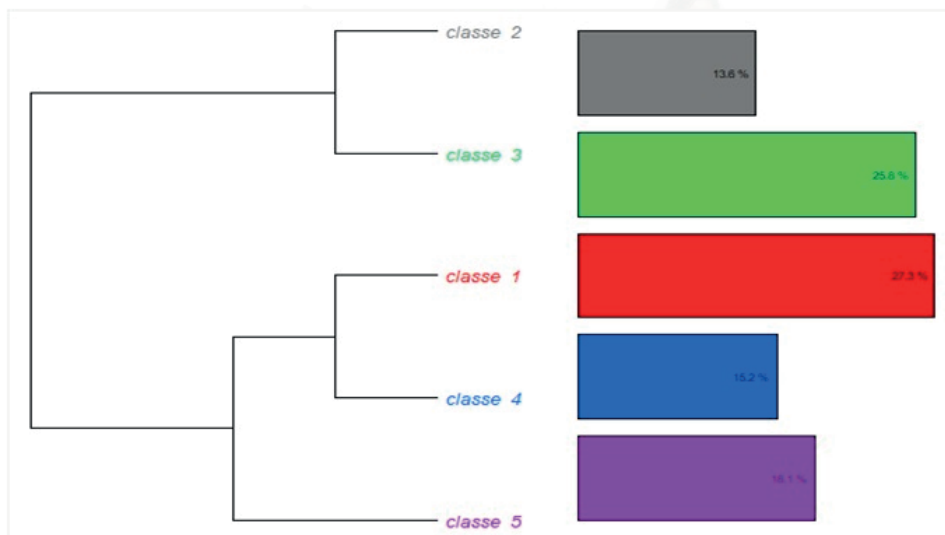 classe 2
13.6 %
classe 3
25.8 %
classe 1
27.3 %
classe 4
15.2 %
classe 5
18.1 %